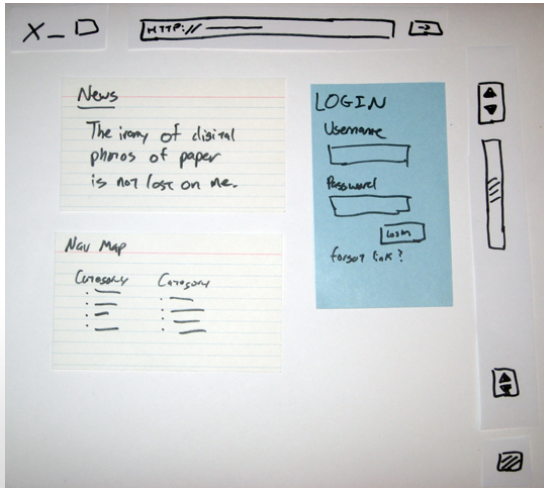 X_D
HTTP://
News
The irony of digital
photos of paper
is not lost on me.
LOGIN
Username
Password
Login
forgot link?
Nav Map
Category Category